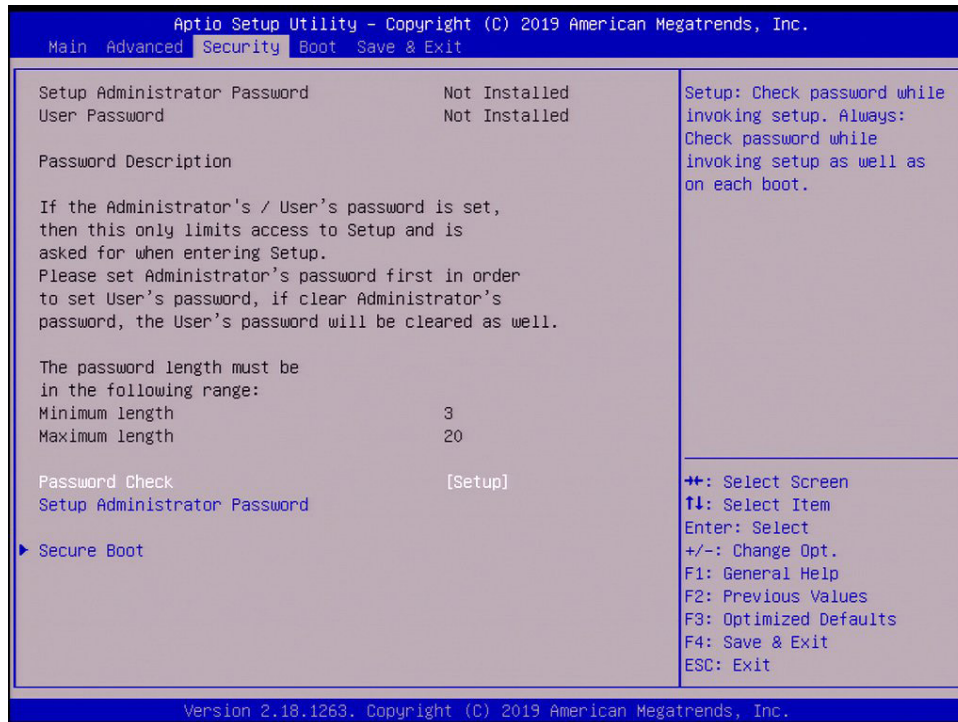 Aptio Setup Utility – Copyright (C) 2019 American Megatrends, Inc.
Main Advanced Security Boot Save & Exit
Setup Administrator Password Not Installed
User Password Not Installed
Password Description
If the Administrator's / User's password is set,
then this only limits access to Setup and is
asked for when entering Setup.
Please set Administrator's password first in order
to set User's password, if clear Administrator's
password, the User's password will be cleared as well.
The password length must be
in the following range:
Minimum length 3
Maximum length 20
Password Check [Setup]
Setup Administrator Password
Secure Boot
Setup: Check password while
invoking setup. Always:
Check password while
invoking setup as well as
on each boot.
→←: Select Screen
↑↓: Select Item
Enter: Select
+/-: Change Opt.
F1: General Help
F2: Previous Values
F3: Optimized Defaults
F4: Save & Exit
ESC: Exit
Version 2.18.1263. Copyright (C) 2019 American Megatrends, Inc.